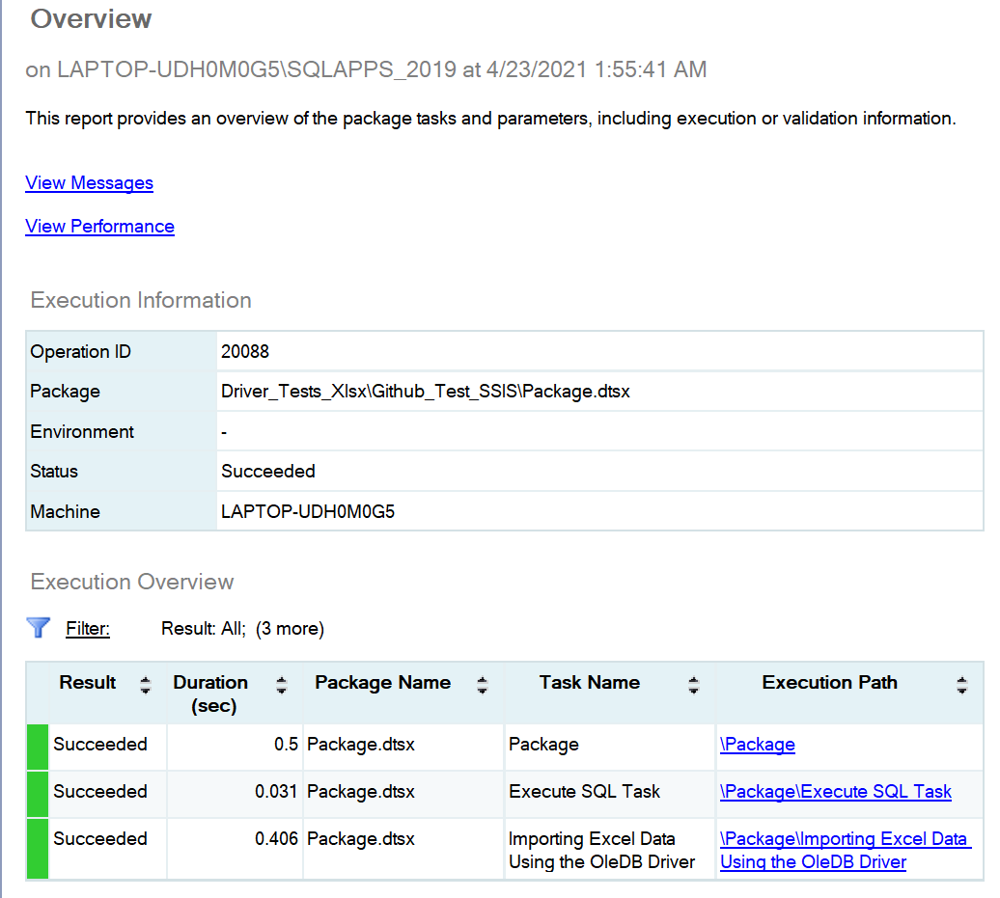 Overview
on LAPTOP-UDH0M0G5\SQLAPPS_2019 at 4/23/2021 1:55:41 AM
This report provides an overview of the package tasks and parameters, including execution or validation information.
View Messages
View Performance
Execution Information
Operation ID 20088
Package Driver_Tests_Xlsx\Github_Test_SSIS\Package.dtsx
Environment -
Status Succeeded
Machine LAPTOP-UDH0M0G5
Execution Overview
Filter: Result: All; (3 more)
Result Duration Package Name Task Name Execution Path
(sec)
Succeeded 0.5 Package.dtsx Package \Package
Succeeded 0.031 Package.dtsx Execute SQL Task \Package\Execute SQL Task
Succeeded 0.406 Package.dtsx Importing Excel Data \Package\Importing Excel Data
Using the OleDB Driver Using the OleDB Driver